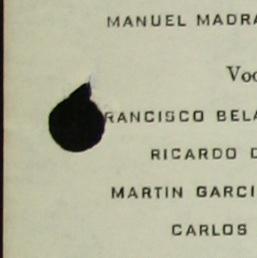 MANUEL MADRA
Voc
RANCISCO BELA
RICARDO D
MARTIN GARCI
CARLOS